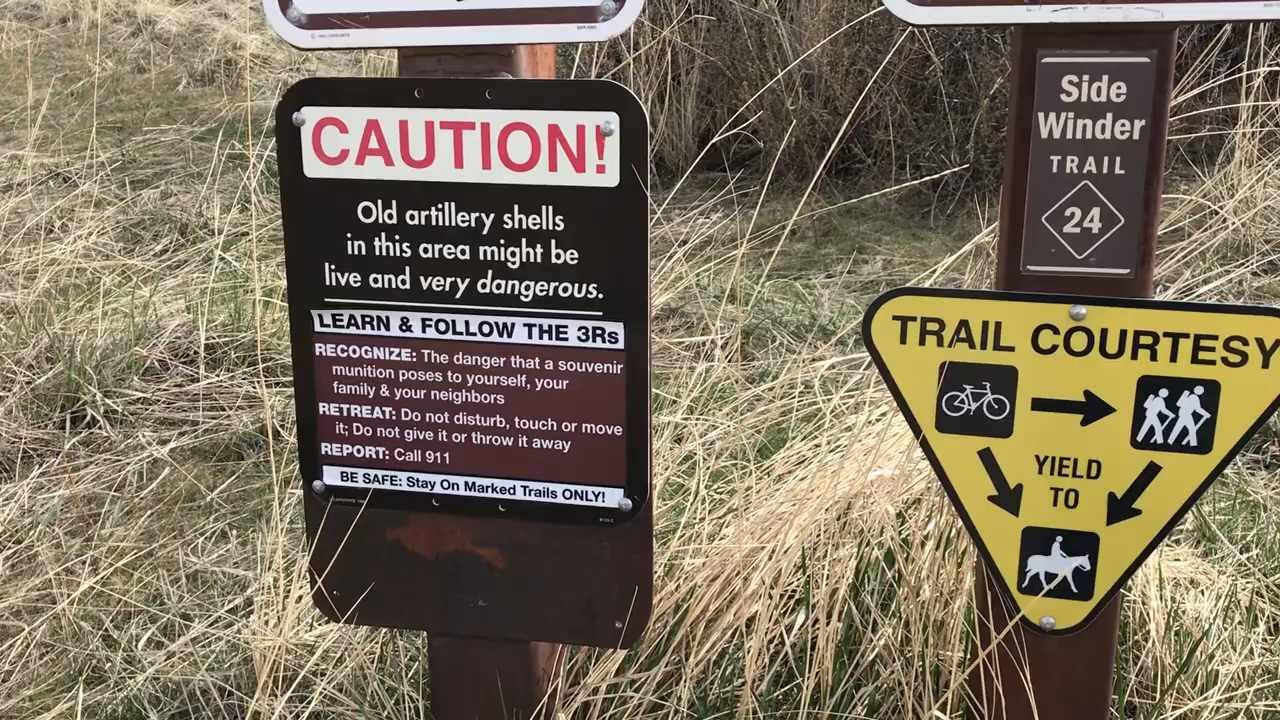 CAUTION!
Old artillery shells
in this area might be
live and very dangerous.
LEARN & FOLLOW THE 3Rs
RECOGNIZE: The danger that a souvenir
munition poses to yourself, your
family & your neighbors
RETREAT: Do not disturb, touch or move
it; Do not give it or throw it away
REPORT: Call 911
BE SAFE: Stay On Marked Trails ONLY!
Side
Winder
TRAIL
24
TRAIL COURTESY
YIELD
TO